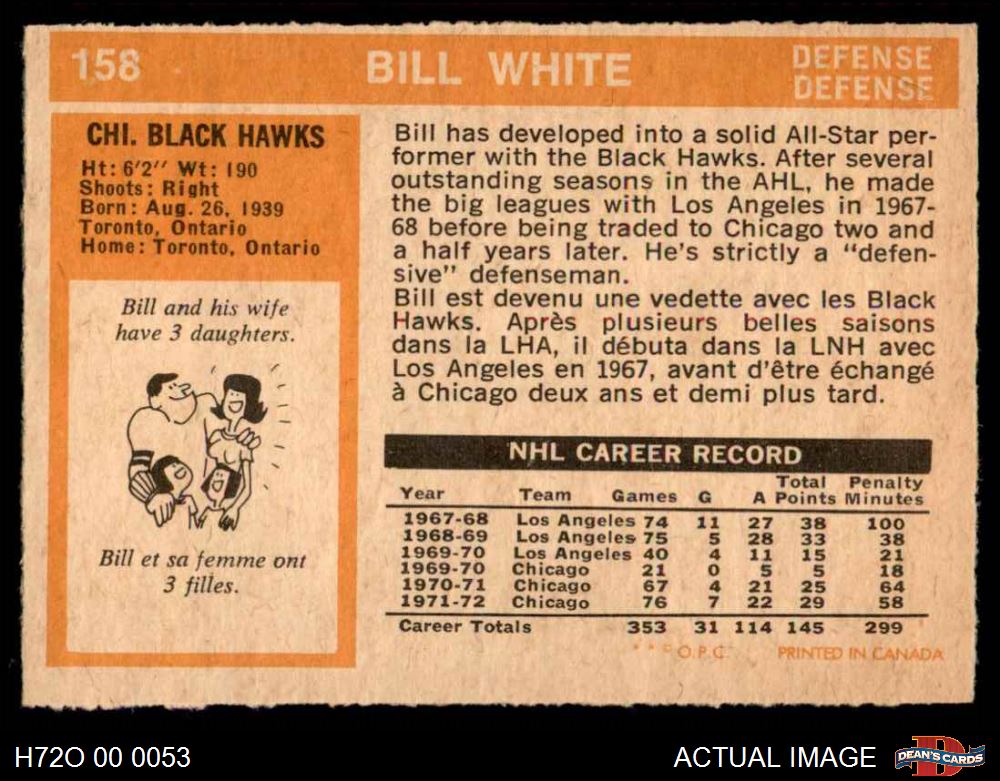 158
BILL WHITE
DEFENSE
DEFENSE
CHI. BLACK HAWKS
Ht: 6'2'' Wt: 190
Shoots: Right
Born: Aug. 26, 1939
Toronto, Ontario
Home: Toronto, Ontario
Bill and his wife
have 3 daughters.
Bill et sa femme ont
3 filles.
Bill has developed into a solid All-Star per-
former with the Black Hawks. After several
outstanding seasons in the AHL, he made
the big leagues with Los Angeles in 1967-
68 before being traded to Chicago two and
a half years later. He's strictly a "defen-
sive" defenseman.
Bill est devenu une vedette avec les Black
Hawks. Après plusieurs belles saisons
dans la LHA, il débuta dans la LNH avec
Los Angeles en 1967, avant d'être échangé
à Chicago deux ans et demi plus tard.
NHL CAREER RECORD
Year Team Games G A Total Points Penalty Minutes
1967-68 Los Angeles 74 11 27 38 100
1968-69 Los Angeles 75 5 28 33 38
1969-70 Los Angeles 40 4 11 15 21
1969-70 Chicago 21 0 5 5 18
1970-71 Chicago 67 4 21 25 64
1971-72 Chicago 76 7 22 29 58
Career Totals 353 31 114 145 299
* * © O.P.C. PRINTED IN CANADA
H72O 00 0053
ACTUAL IMAGE
DEAN'S CARDS